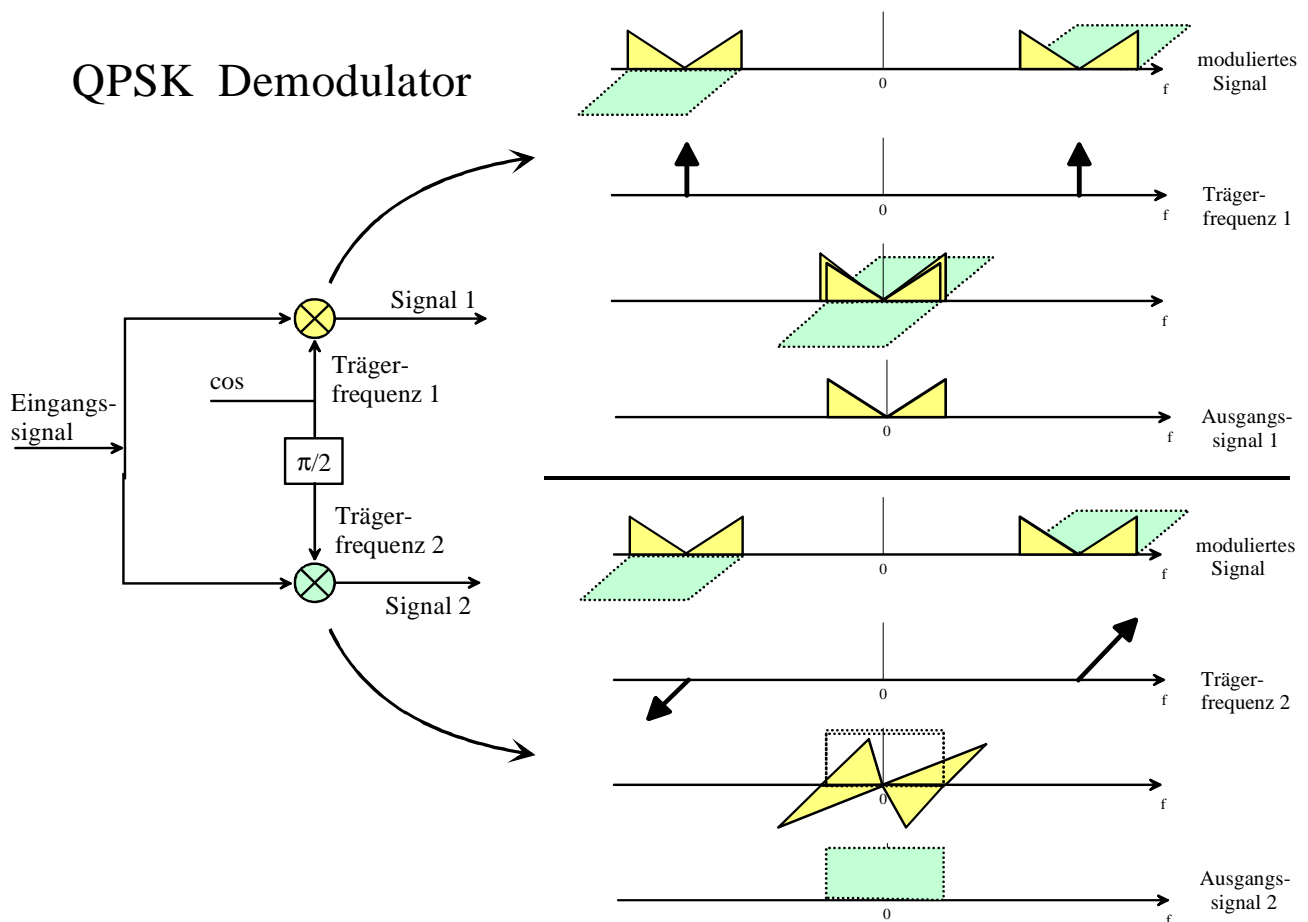 QPSK Demodulator
Eingangs-
signal
cos
Signal 1
Träger-
frequenz 1
π/2
Träger-
frequenz 2
Signal 2
0
f
moduliertes
Signal
0
f
Träger-
frequenz 1
0
f
0
f
Ausgangs-
signal 1
0
f
moduliertes
Signal
0
f
Träger-
frequenz 2
0
f
0
f
Ausgangs-
signal 2